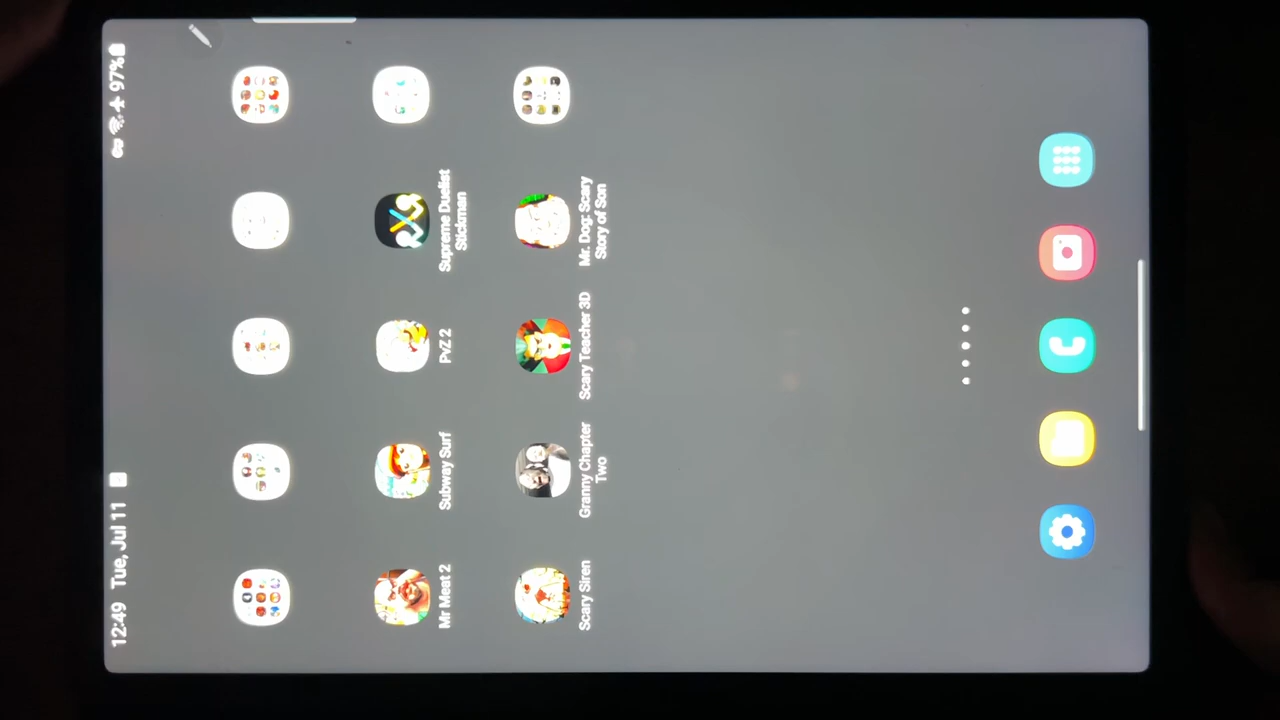 12:49 Tue, Jul 11
97%
Mr Meat 2
Subway Surf
PvZ 2
Supreme Duelist
Stickman
Scary Siren
Granny Chapter
Two
Scary Teacher 3D
Mr. Dog: Scary
Story of Son